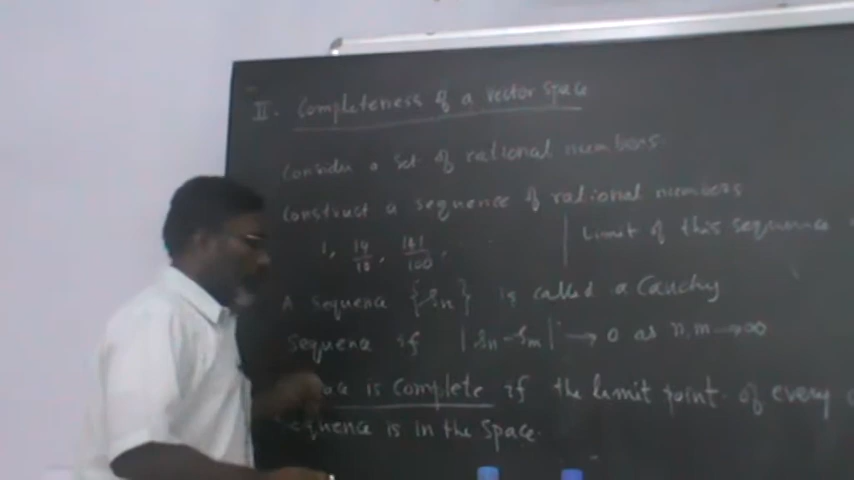 II. Completeness of a vector space
Consider a set of rational numbers.
Construct a sequence of rational numbers
1, 14/10, 141/100, . . | Limit of this sequence
A sequence {Sn} is called a Cauchy
sequence if |Sn-Sm| → 0 as n,m → ∞
is complete if the limit point of every
is in the space.